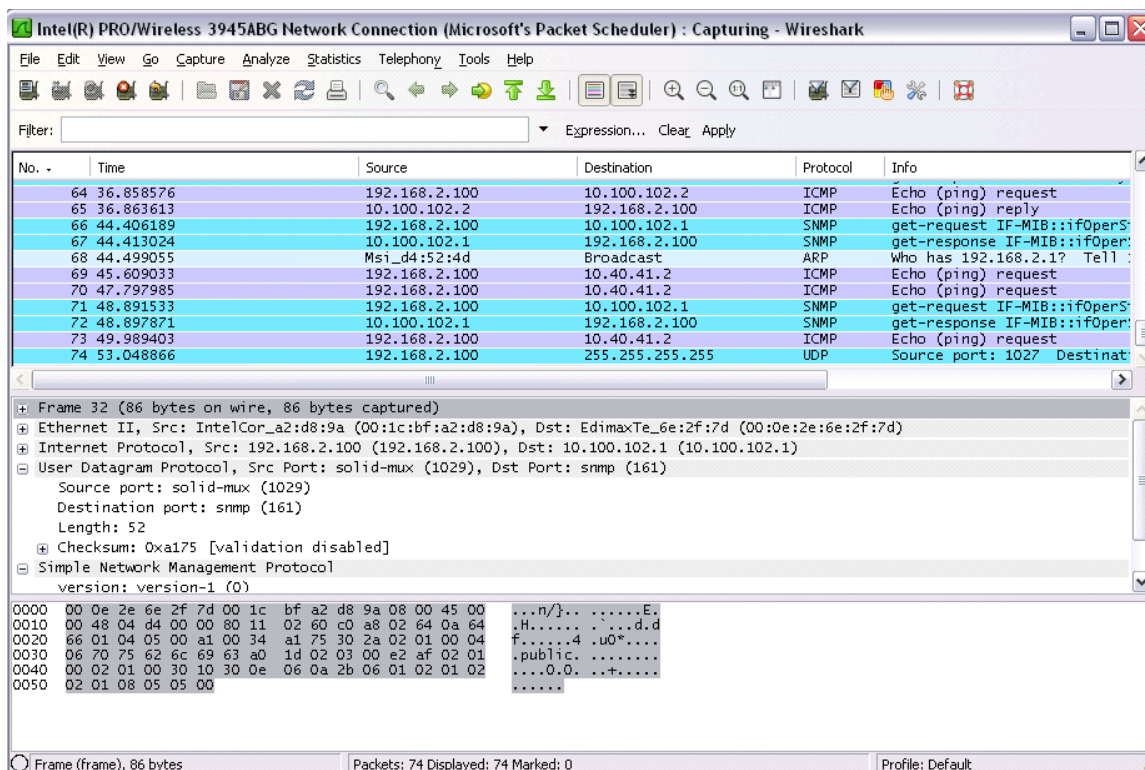 Intel(R) PRO/Wireless 3945ABG Network Connection (Microsoft's Packet Scheduler) : Capturing - Wireshark
File Edit View Go Capture Analyze Statistics Telephony Tools Help
Filter: Expression... Clear Apply
No. Time Source Destination Protocol Info
64 36.858576 192.168.2.100 10.100.102.2 ICMP Echo (ping) request
65 36.863613 10.100.102.2 192.168.2.100 ICMP Echo (ping) reply
66 44.406189 192.168.2.100 10.100.102.1 SNMP get-request IF-MIB::ifOperS
67 44.413024 10.100.102.1 192.168.2.100 SNMP get-response IF-MIB::ifOper
68 44.499055 Msi_d4:52:4d Broadcast ARP Who has 192.168.2.1? Tell
69 45.609033 192.168.2.100 10.40.41.2 ICMP Echo (ping) request
70 47.797985 192.168.2.100 10.40.41.2 ICMP Echo (ping) request
71 48.891533 192.168.2.100 10.100.102.1 SNMP get-request IF-MIB::ifOperS
72 48.897871 10.100.102.1 192.168.2.100 SNMP get-response IF-MIB::ifOper
73 49.989403 192.168.2.100 10.40.41.2 ICMP Echo (ping) request
74 53.048866 192.168.2.100 255.255.255.255 UDP Source port: 1027 Destinat
Frame 32 (86 bytes on wire, 86 bytes captured)
Ethernet II, Src: IntelCor_a2:d8:9a (00:1c:bf:a2:d8:9a), Dst: EdimaxTe_6e:2f:7d (00:0e:2e:6e:2f:7d)
Internet Protocol, Src: 192.168.2.100 (192.168.2.100), Dst: 10.100.102.1 (10.100.102.1)
User Datagram Protocol, Src Port: solid-mux (1029), Dst Port: snmp (161)
Source port: solid-mux (1029)
Destination port: snmp (161)
Length: 52
Checksum: 0xa175 [validation disabled]
Simple Network Management Protocol
version: version-1 (0)
0000 00 0e 2e 6e 2f 7d 00 1c bf a2 d8 9a 08 00 45 00 ...n/}.. ......E.
0010 00 48 04 d4 00 00 80 11 02 60 c0 a8 02 64 0a 64 .H...... .`...d.d
0020 66 01 04 05 00 a1 00 34 a1 75 30 2a 02 01 00 04 f......4 .u0*....
0030 06 70 75 62 6c 69 63 a0 1d 02 03 00 e2 af 02 01 .public. ........
0040 00 02 01 00 30 10 30 0e 06 0a 2b 06 01 02 01 02 ....0.0. ..+.....
0050 02 01 08 05 05 00 ......
Frame (frame), 86 bytes Packets: 74 Displayed: 74 Marked: 0 Profile: Default